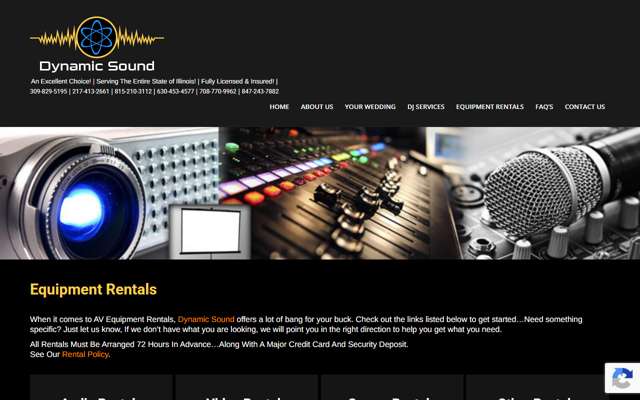 Dynamic Sound
An Excellent Choice! | Serving The Entire State of Illinois! | Fully Licensed & Insured! |
309-829-5195 | 217-413-2661 | 815-210-3112 | 630-453-4577 | 708-770-9962 | 847-243-7882
HOME ABOUT US YOUR WEDDING DJ SERVICES EQUIPMENT RENTALS FAQ'S CONTACT US
Equipment Rentals
When it comes to AV Equipment Rentals, Dynamic Sound offers a lot of bang for your buck. Check out the links listed below to get started…Need something
specific? Just let us know, If we don't have what you are looking, we will point you in the right direction to help you get what you need.
All Rentals Must Be Arranged 72 Hours In Advance…Along With A Major Credit Card And Security Deposit.
See Our Rental Policy.